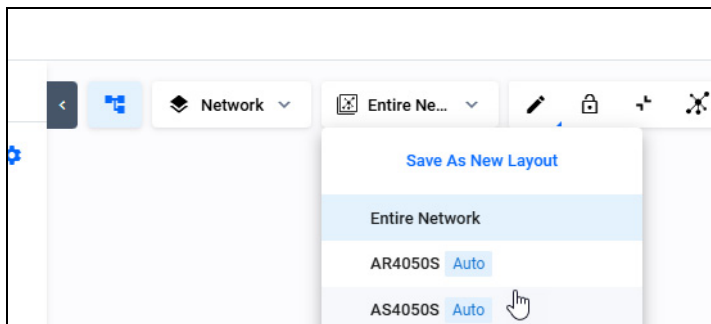 Network
Entire Ne...
Save As New Layout
Entire Network
AR4050S Auto
AS4050S Auto